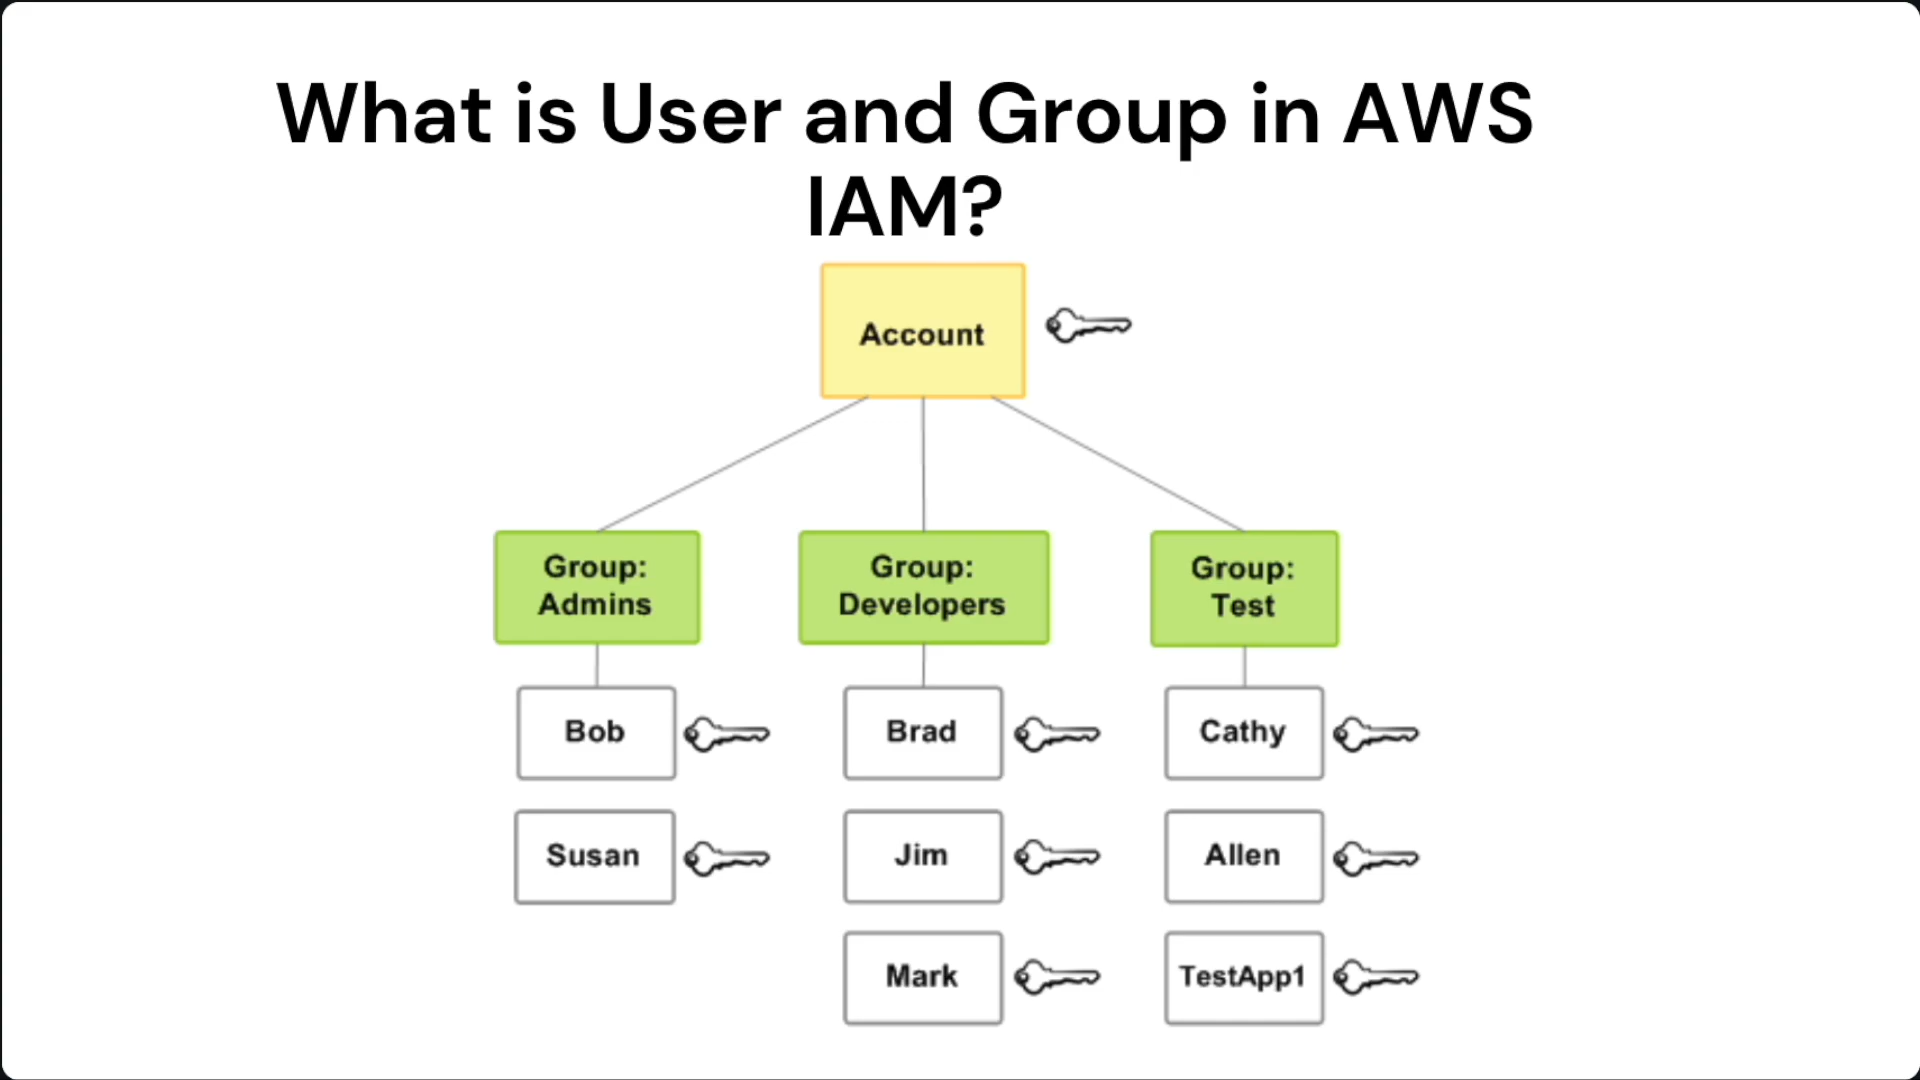 What is User and Group in AWS
IAM?
Account
Group:
Admins
Group:
Developers
Group:
Test
Bob
Brad
Cathy
Susan
Jim
Allen
Mark
TestApp1